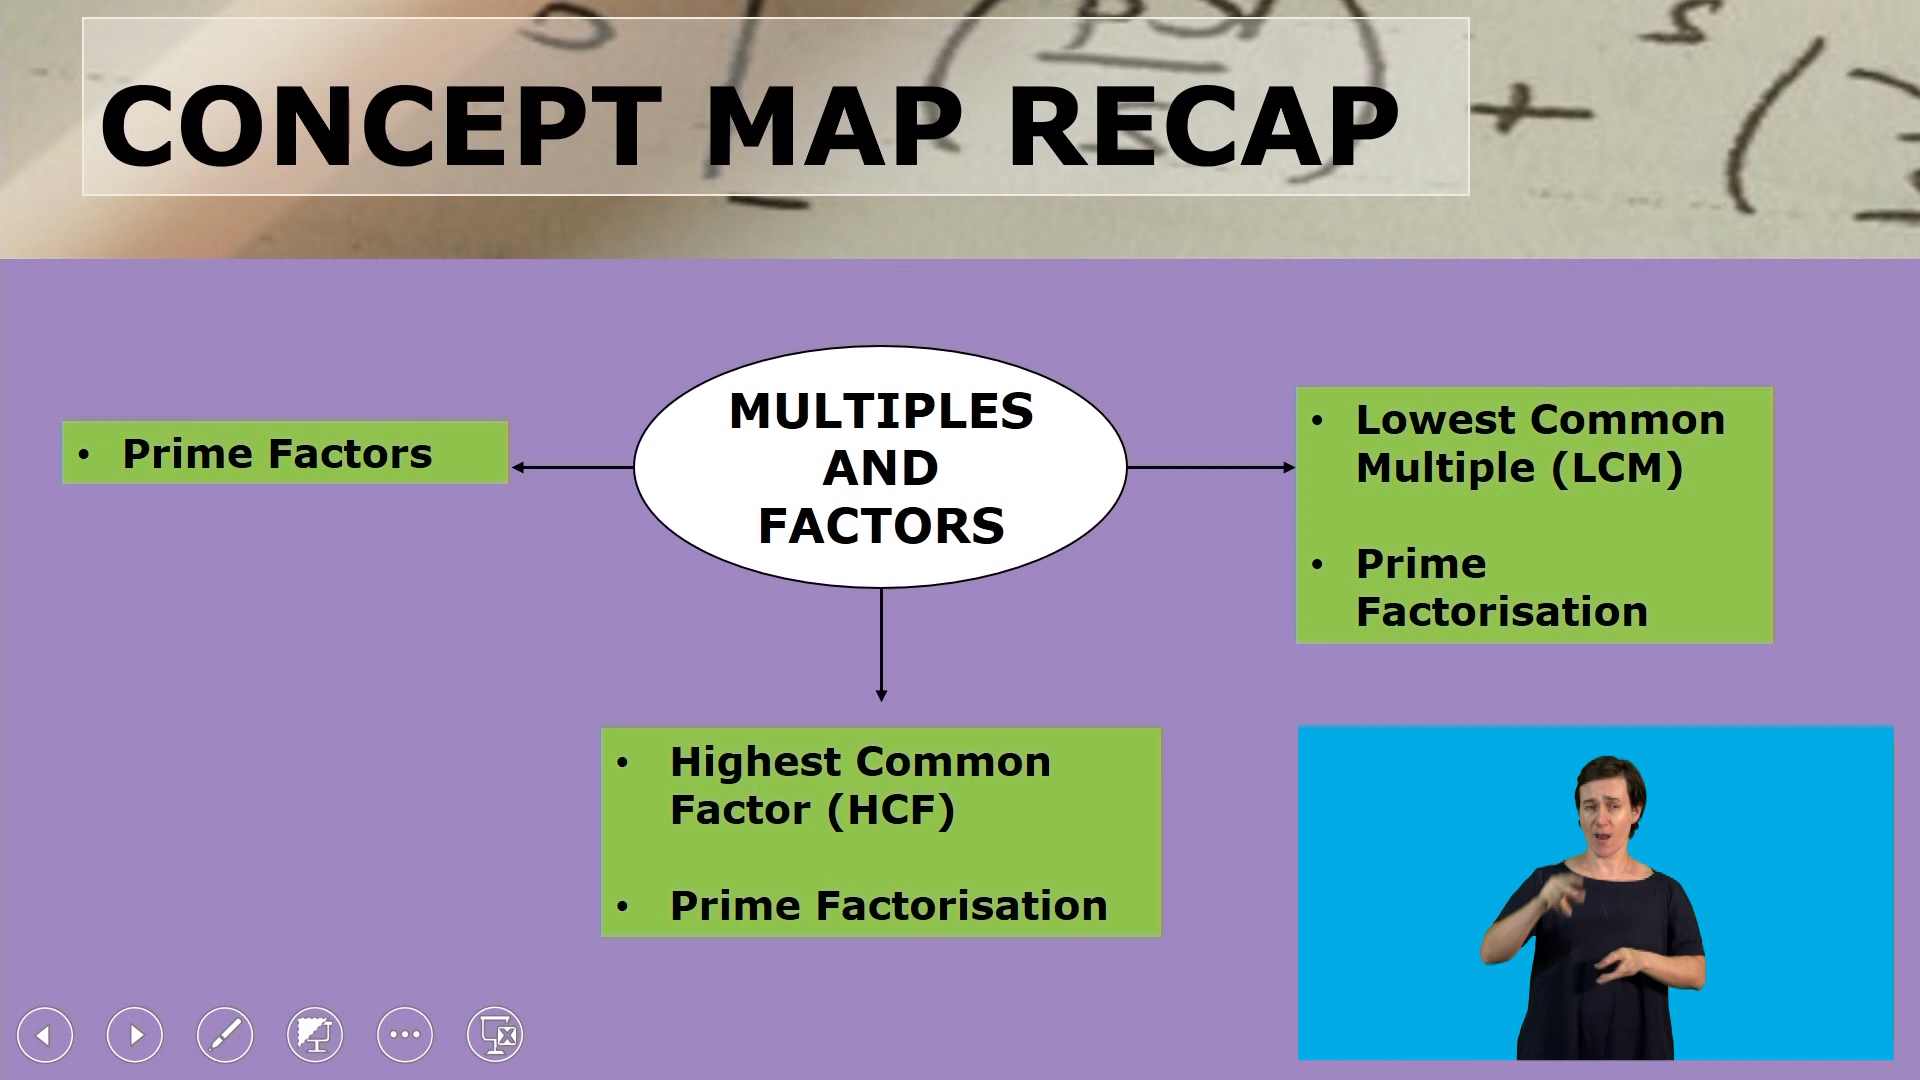 CONCEPT MAP RECAP
MULTIPLES
AND
FACTORS
• Prime Factors
• Lowest Common
Multiple (LCM)
• Prime
Factorisation
• Highest Common
Factor (HCF)
• Prime Factorisation